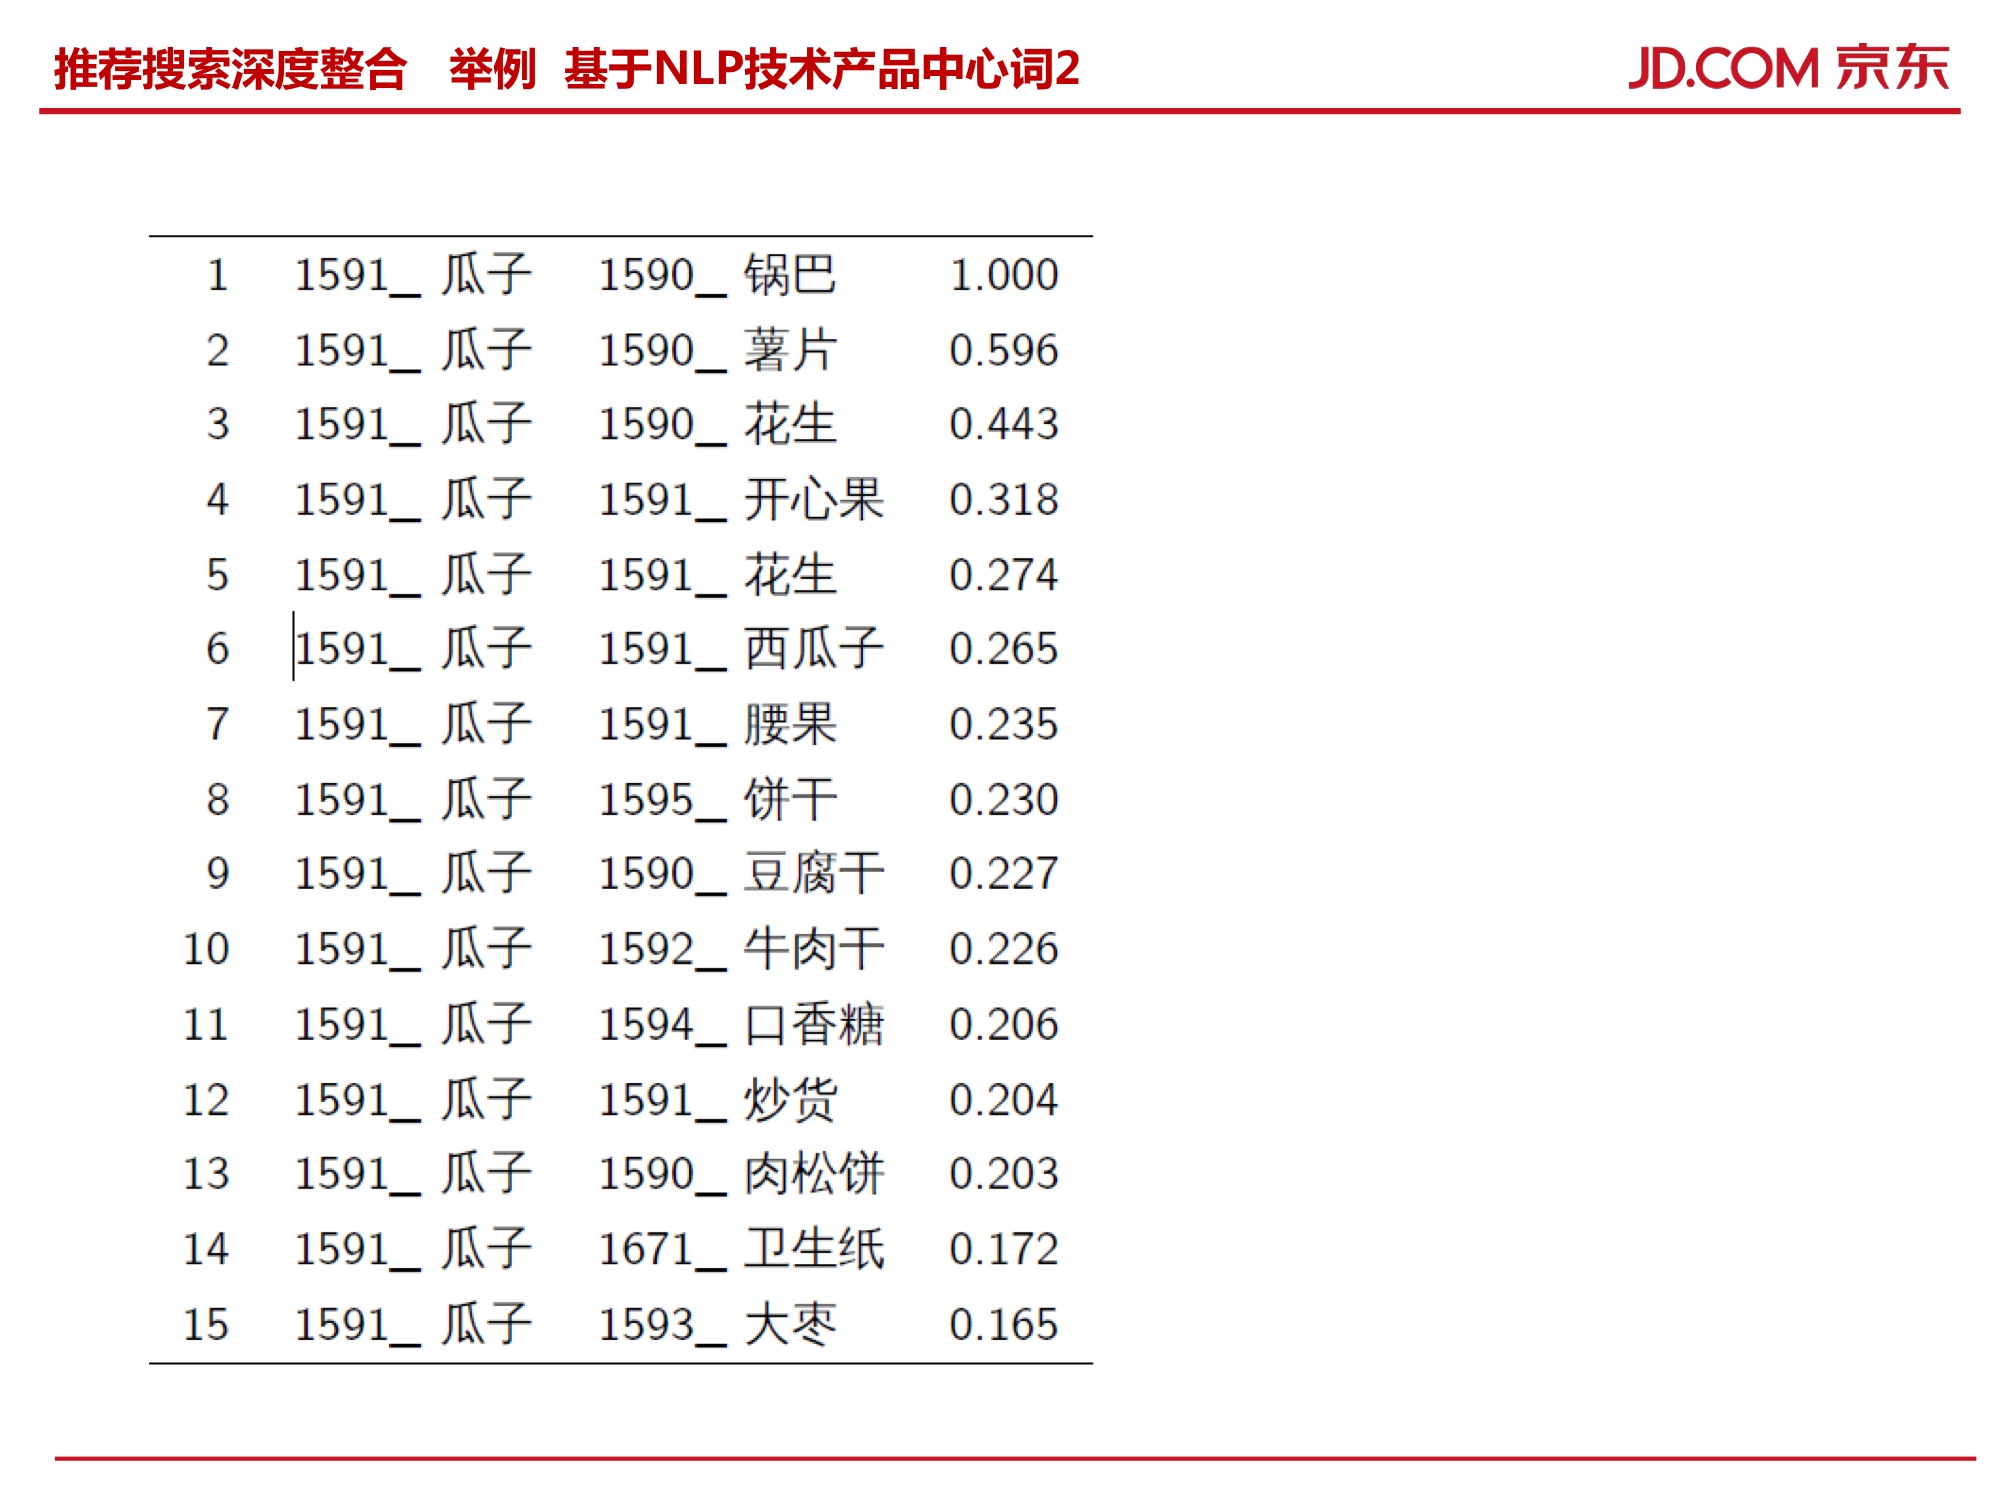 推荐搜索深度整合 举例 基于NLP技术产品中心词2
JD.COM 京东
1 1591_ 瓜子 1590_ 锅巴 1.000
2 1591_ 瓜子 1590_ 薯片 0.596
3 1591_ 瓜子 1590_ 花生 0.443
4 1591_ 瓜子 1591_ 开心果 0.318
5 1591_ 瓜子 1591_ 花生 0.274
6 1591_ 瓜子 1591_ 西瓜子 0.265
7 1591_ 瓜子 1591_ 腰果 0.235
8 1591_ 瓜子 1595_ 饼干 0.230
9 1591_ 瓜子 1590_ 豆腐干 0.227
10 1591_ 瓜子 1592_ 牛肉干 0.226
11 1591_ 瓜子 1594_ 口香糖 0.206
12 1591_ 瓜子 1591_ 炒货 0.204
13 1591_ 瓜子 1590_ 肉松饼 0.203
14 1591_ 瓜子 1671_ 卫生纸 0.172
15 1591_ 瓜子 1593_ 大枣 0.165